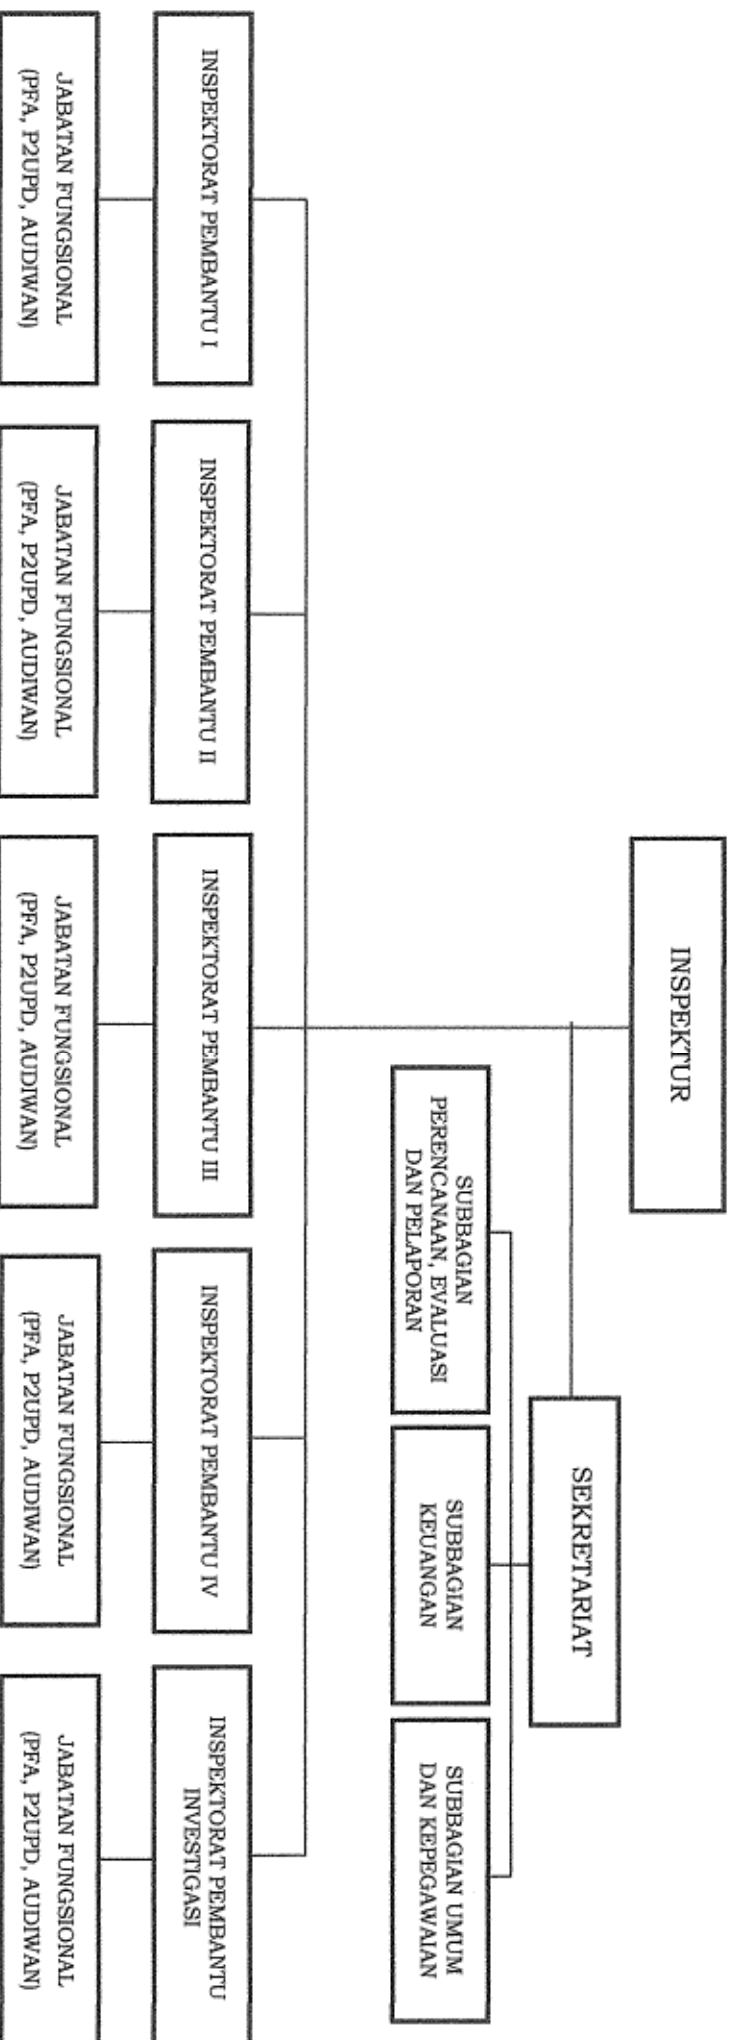 INSPEKTUR
SEKRETARIAT
SUBBAGIAN
PERENCANAAN, EVALUASI
DAN PELAPORAN
SUBBAGIAN
KEUANGAN
SUBBAGIAN UMUM
DAN KEPEGAWAIAN
INSPEKTORAT PEMBANTU I
INSPEKTORAT PEMBANTU II
INSPEKTORAT PEMBANTU III
INSPEKTORAT PEMBANTU IV
INSPEKTORAT PEMBANTU
INVESTIGASI
JABATAN FUNGSIONAL
(PFA, P2UPD, AUDIWAN)
JABATAN FUNGSIONAL
(PFA, P2UPD, AUDIWAN)
JABATAN FUNGSIONAL
(PFA, P2UPD, AUDIWAN)
JABATAN FUNGSIONAL
(PFA, P2UPD, AUDIWAN)
JABATAN FUNGSIONAL
(PFA, P2UPD, AUDIWAN)